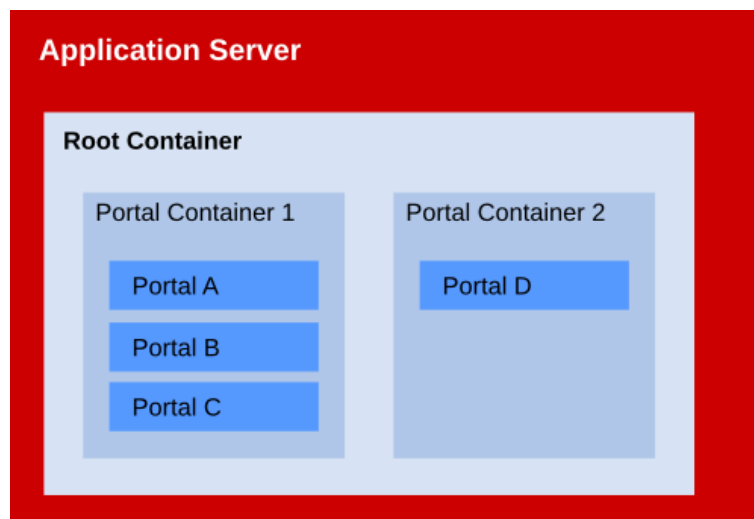 Application Server
Root Container
Portal Container 1
Portal A
Portal B
Portal C
Portal Container 2
Portal D